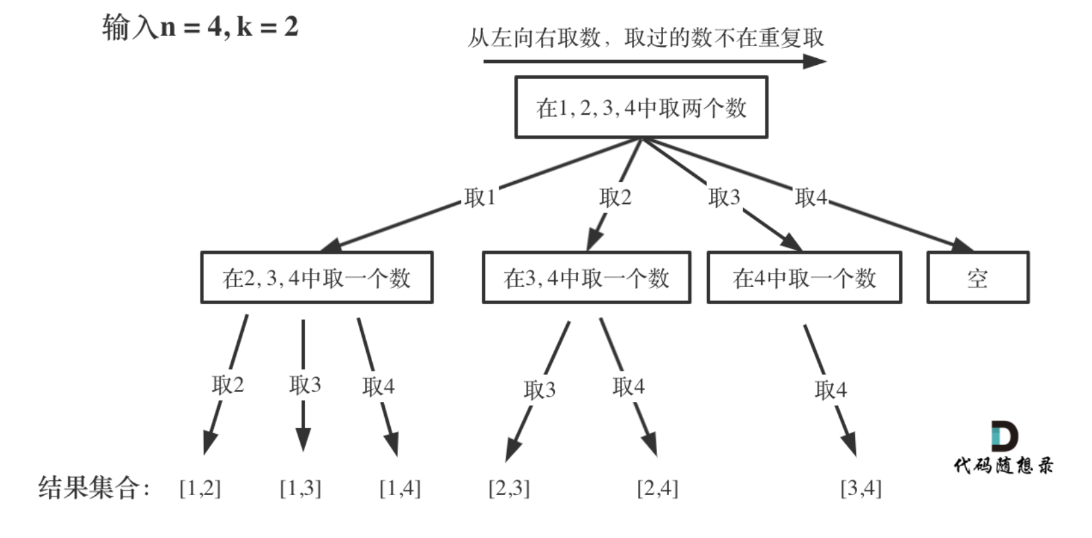 输入n = 4, k = 2
从左向右取数，取过的数不在重复取
在1, 2, 3, 4中取两个数
取1
取2
取3
取4
在2, 3, 4中取一个数
在3, 4中取一个数
在4中取一个数
空
取2
取3
取4
取3
取4
取4
结果集合：
[1,2]
[1,3]
[1,4]
[2,3]
[2,4]
[3,4]
代码随想录